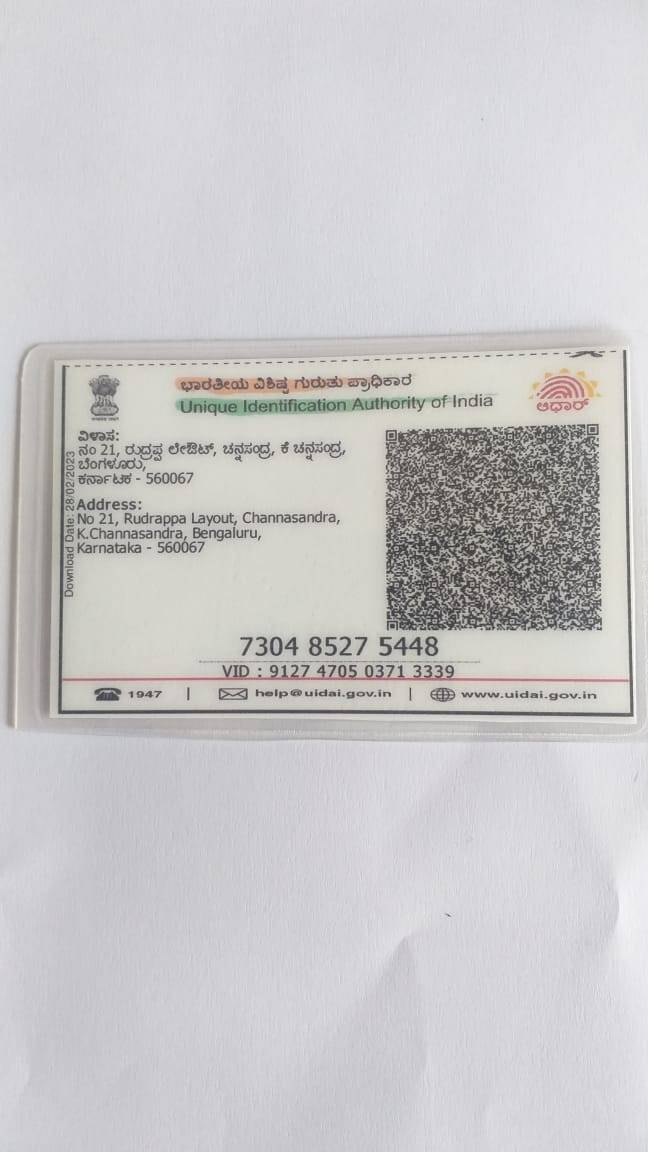 ಭಾರತೀಯ ವಿಶಿಷ್ಟ ಗುರುತು ಪ್ರಾಧಿಕಾರ
Unique Identification Authority of India
ಆಧಾರ್
ವಿಳಾಸ:
ನಂ 21, ರುದ್ರಪ್ಪ ಲೇಔಟ್, ಚನ್ನಸಂದ್ರ, ಕೆ ಚನ್ನಸಂದ್ರ,
ಬೆಂಗಳೂರು,
ಕರ್ನಾಟಕ - 560067
Address:
No 21, Rudrappa Layout, Channasandra,
K.Channasandra, Bengaluru,
Karnataka - 560067
Download Date: 28/02/2023
7304 8527 5448
VID : 9127 4705 0371 3339
1947 | help@uidai.gov.in | www.uidai.gov.in